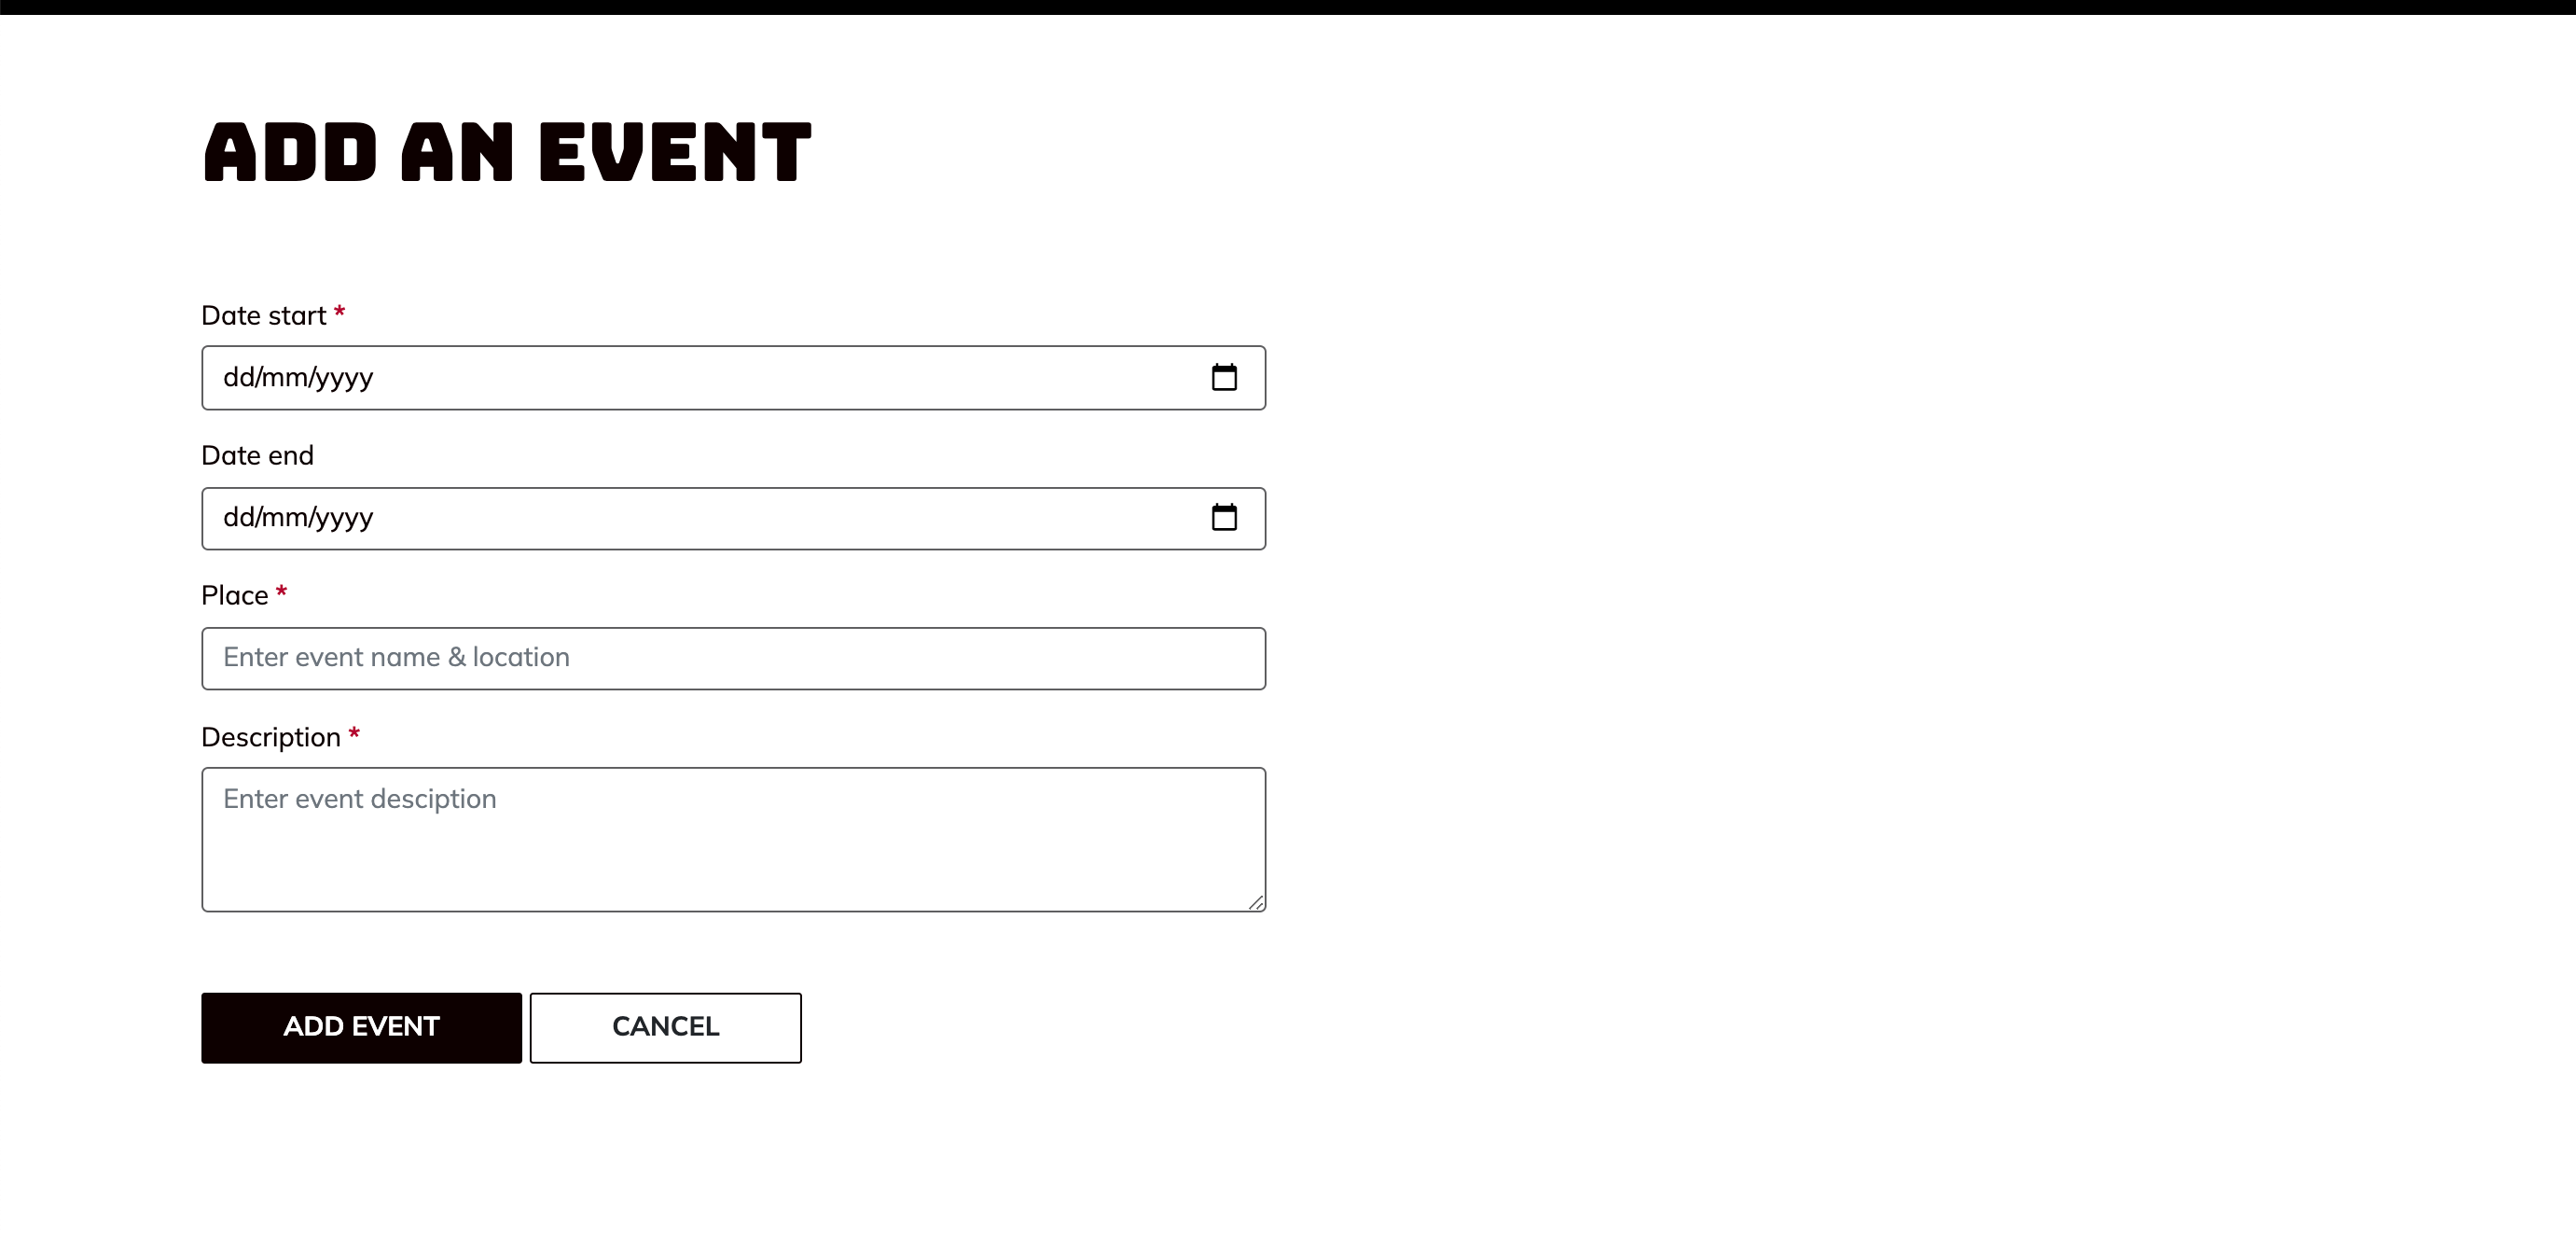 ADD AN EVENT
Date start *
dd/mm/yyyy
Date end
dd/mm/yyyy
Place *
Enter event name & location
Description *
Enter event desciption
ADD EVENT
CANCEL